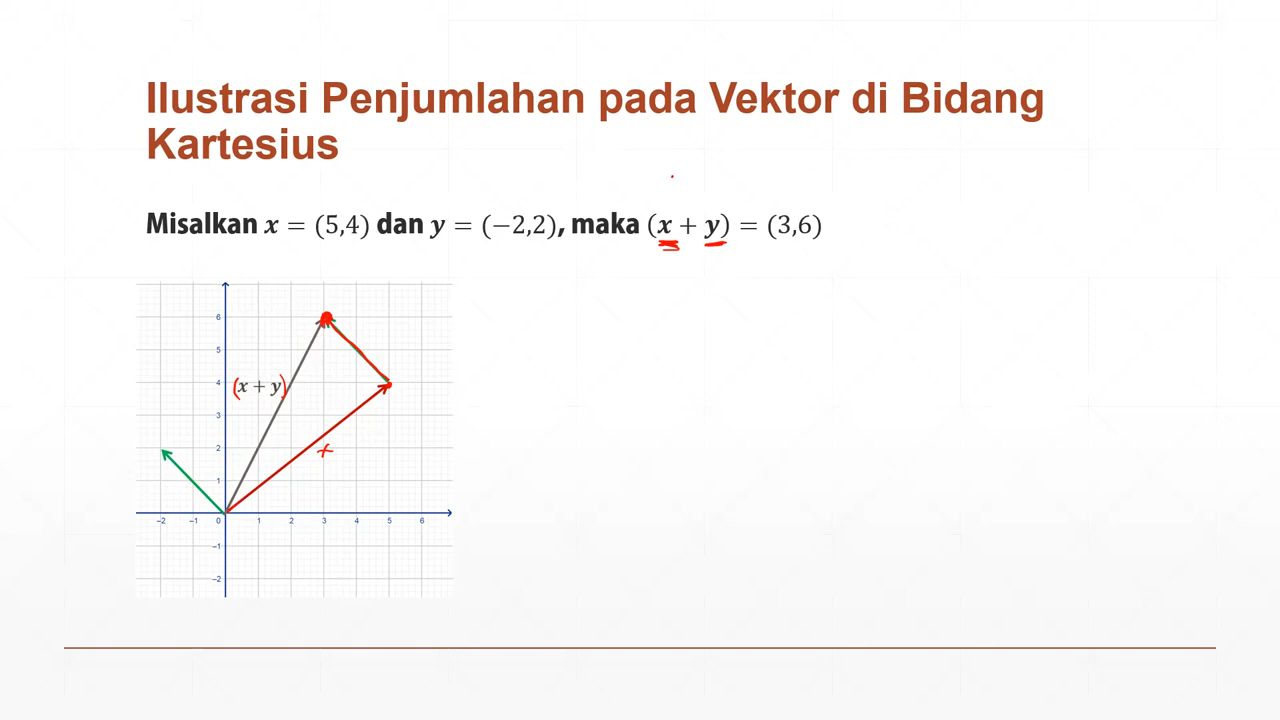 Ilustrasi Penjumlahan pada Vektor di Bidang
Kartesius
Misalkan x = (5,4) dan y = (−2,2), maka (x + y) = (3,6)
6
5
(x + y)
4
3
2
x
1
−2 −1 0 1 2 3 4 5 6
−1
−2